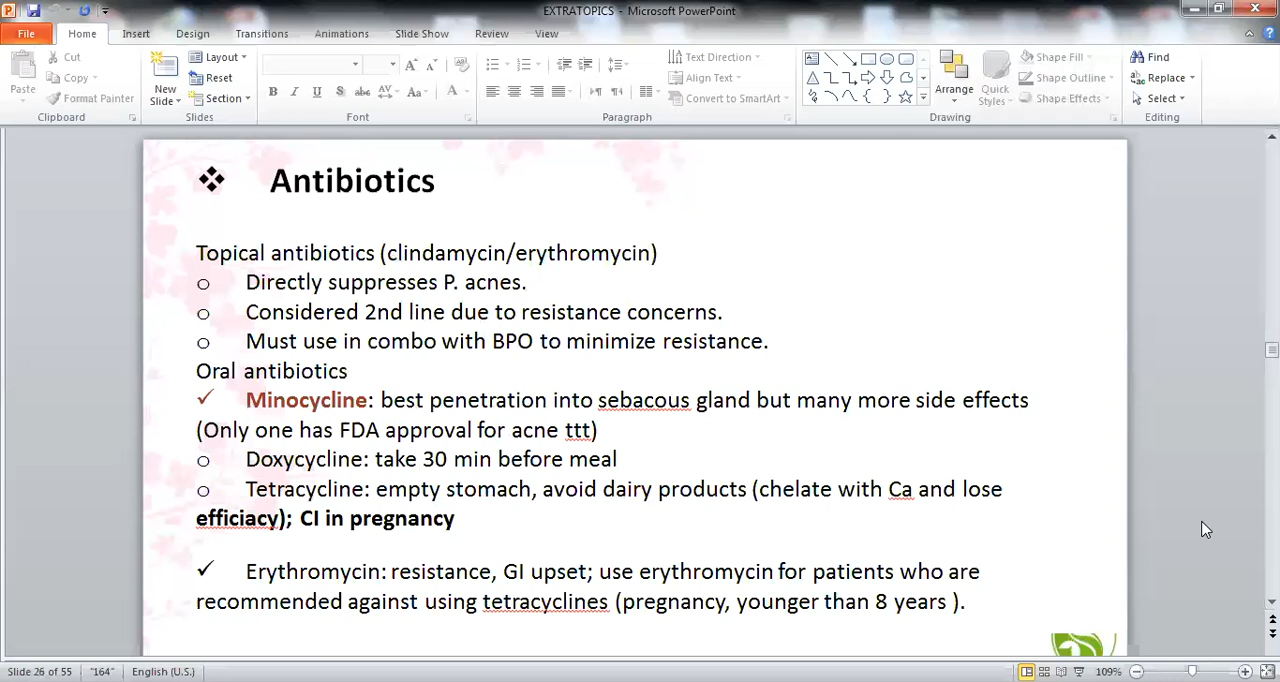 EXTRATOPICS - Microsoft PowerPoint
File Home Insert Design Transitions Animations Slide Show Review View
Cut Layout Text Direction Shape Fill Find
Copy Reset Align Text Shape Outline Replace
Paste Format Painter New Slide Section B I U S abc AV Aa A Convert to SmartArt Arrange Quick Styles Shape Effects Select
Clipboard Slides Font Paragraph Drawing Editing
❖ Antibiotics
Topical antibiotics (clindamycin/erythromycin)
o Directly suppresses P. acnes.
o Considered 2nd line due to resistance concerns.
o Must use in combo with BPO to minimize resistance.
Oral antibiotics
✓ Minocycline: best penetration into sebacous gland but many more side effects
(Only one has FDA approval for acne ttt)
o Doxycycline: take 30 min before meal
o Tetracycline: empty stomach, avoid dairy products (chelate with Ca and lose
efficiacy); CI in pregnancy
✓ Erythromycin: resistance, GI upset; use erythromycin for patients who are
recommended against using tetracyclines (pregnancy, younger than 8 years ).
Slide 26 of 55 "164" English (U.S.) 109%